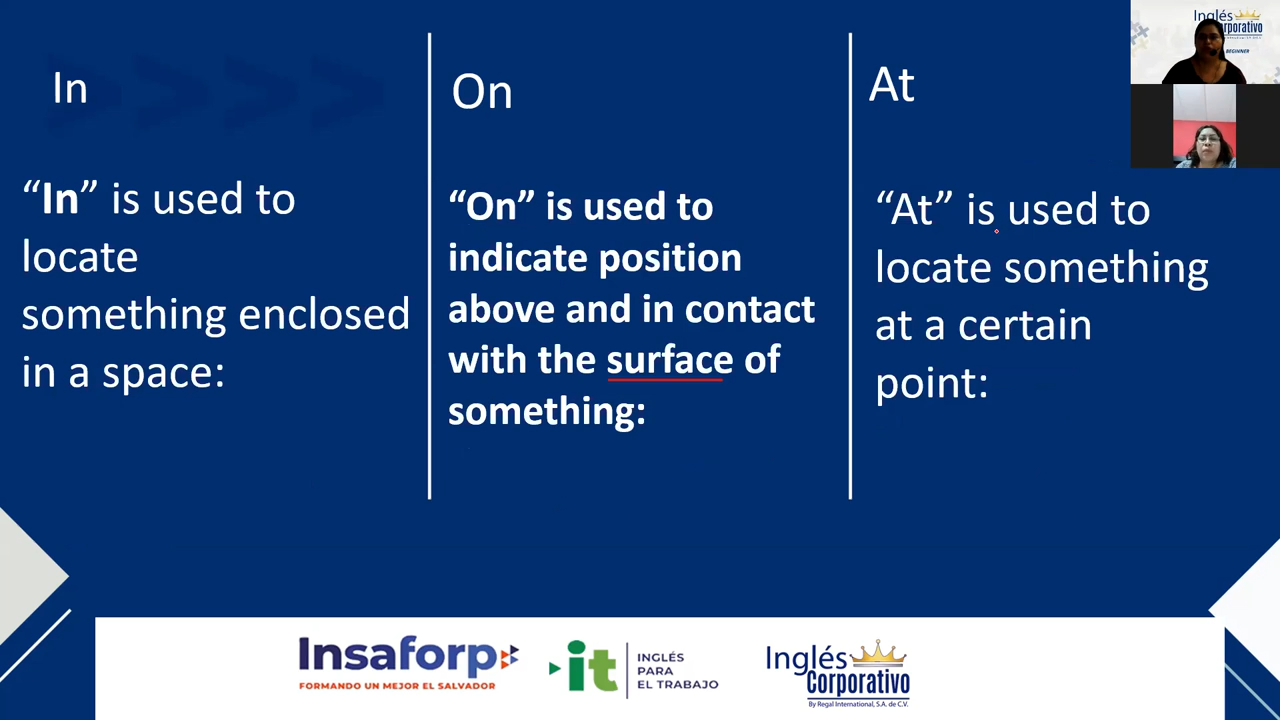 In
“In” is used to
locate
something enclosed
in a space:
On
“On” is used to
indicate position
above and in contact
with the surface of
something:
At
“At” is used to
locate something
at a certain
point:
Inglés
Corporativo
BEGINNER
Insaforp
FORMANDO UN MEJOR EL SALVADOR
it
INGLÉS
PARA
EL TRABAJO
Inglés
Corporativo
By Regal International, S.A. de C.V.